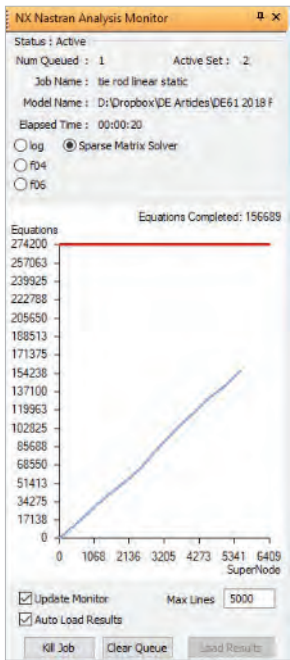 NX Nastran Analysis Monitor
Status : Active
Num Queued : 1 Active Set : 2
Job Name : tie rod linear static
Model Name : D:\Dropbox\DE Articles\DE61 2018 F
Elapsed Time : 00:00:20
log Sparse Matrix Solver
f04
f06
Equations Completed: 156689
Equations
274200
257063
239925
222788
205650
188513
171375
154238
137100
119963
102825
85688
68550
51413
34275
17138
0
0 1068 2136 3205 4273 5341 6409
SuperNode
Update Monitor Max Lines 5000
Auto Load Results
Kill Job Clear Queue Load Results